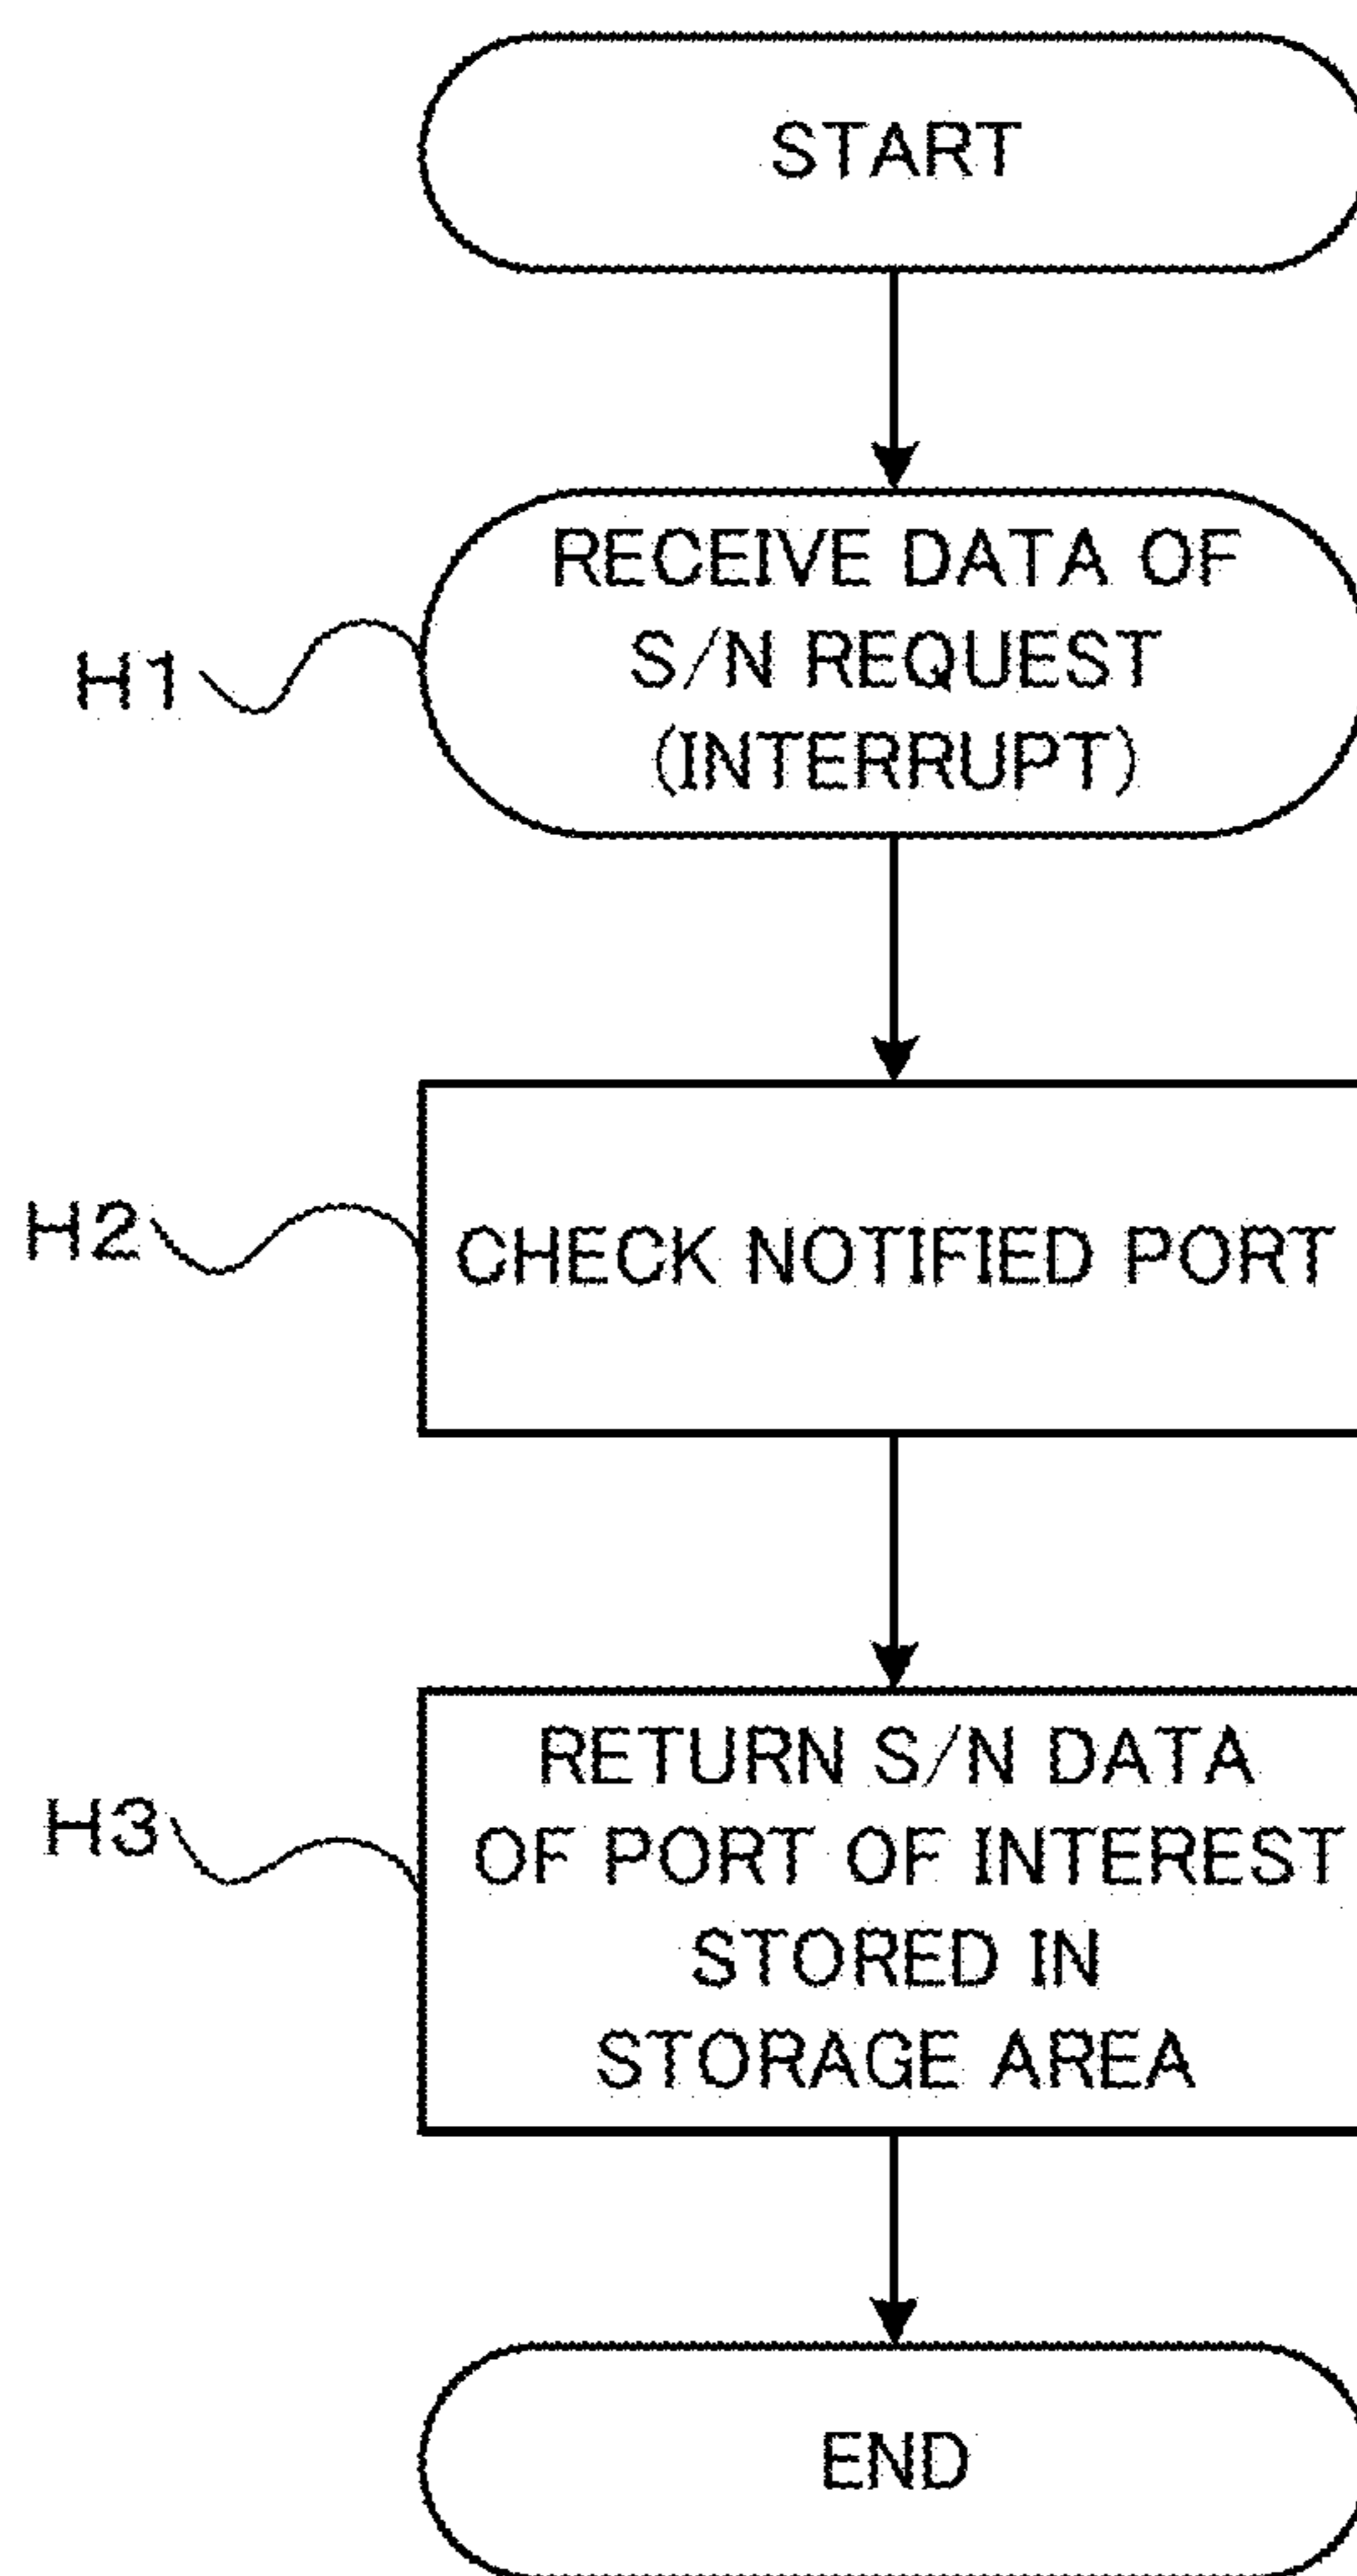 START
RECEIVE DATA OF
S/N REQUEST
(INTERRUPT)
H1
CHECK NOTIFIED PORT
H2
RETURN S/N DATA
OF PORT OF INTEREST
STORED IN
STORAGE AREA
H3
END